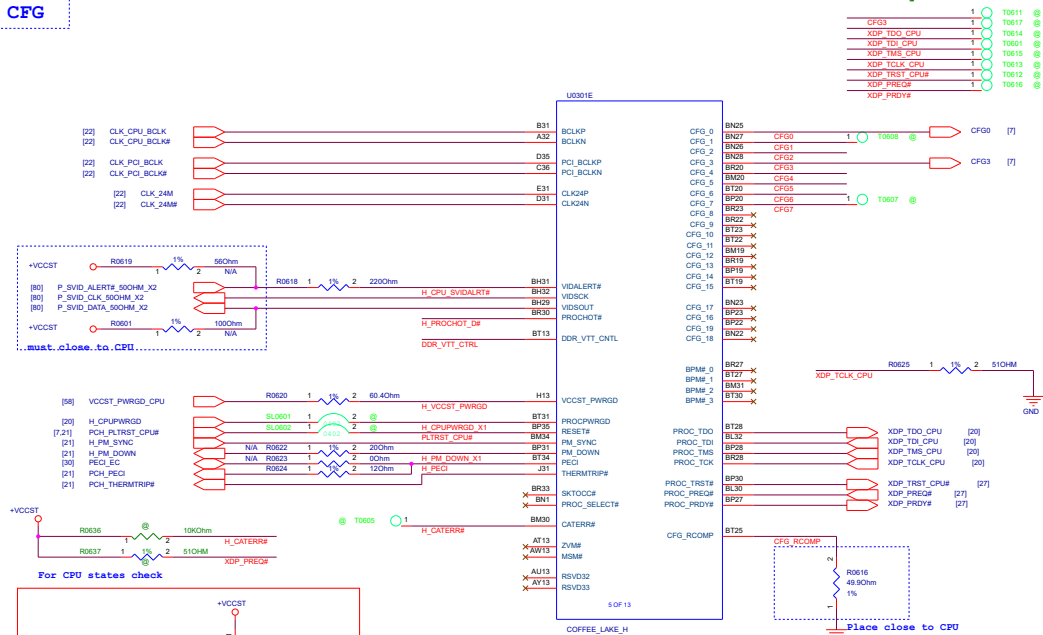 CFG
1 T0611 @
CFG3 1 T0617 @
XDP_TDO_CPU 1 T0614 @
XDP_TDI_CPU 1 T0601 @
XDP_TMS_CPU 1 T0615 @
XDP_TCLK_CPU 1 T0613 @
XDP_TRST_CPU# 1 T0612 @
XDP_PREQ# 1 T0616 @
XDP_PRDY#
U0301E
[22] CLK_CPU_BCLK B31 BCLKP
[22] CLK_CPU_BCLK# A32 BCLKN
[22] CLK_PCI_BCLK D35 PCI_BCLKP
[22] CLK_PCI_BCLK# C36 PCI_BCLKN
[22] CLK_24M E31 CLK24P
[22] CLK_24M# D31 CLK24N
CFG_0 BN25 CFG0 CFG0 [7]
CFG_1 BN27 CFG1 1 T0608 @
CFG_2 BN26 CFG2
CFG_3 BN28 CFG3 CFG3 [7]
CFG_4 BR20 CFG4
CFG_5 BM20 CFG5
CFG_6 BT20 CFG6
CFG_7 BP20 CFG7 1 T0607 @
CFG_8 BR23
CFG_9 BR22
CFG_10 BT23
CFG_11 BT22
CFG_12 BM19
CFG_13 BR19
CFG_14 BP19
CFG_15 BT19
CFG_17 BN23
CFG_16 BP23
CFG_19 BP22
CFG_18 BN22
+VCCST R0619 1 1% 2 56Ohm N/A
[80] P_SVID_ALERT#_50OHM_X2 R0618 1 1% 2 220Ohm H_CPU_SVIDALRT# BH31 VIDALERT#
[80] P_SVID_CLK_50OHM_X2 BH32 VIDSCK
[80] P_SVID_DATA_50OHM_X2 BH29 VIDSOUT
H_PROCHOT_D# BR30 PROCHOT#
+VCCST R0601 1 1% 2 100Ohm N/A
DDR_VTT_CTRL BT13 DDR_VTT_CNTL
must close to CPU
BPM#_0 BR27
BPM#_1 BT27
BPM#_2 BM31
BPM#_3 BT30
XDP_TCLK_CPU R0625 1 1% 2 51OHM
GND
[58] VCCST_PWRGD_CPU R0620 1 1% 2 60.4Ohm H_VCCST_PWRGD H13 VCCST_PWRGD
[20] H_CPUPWRGD SL0601 1 2 @ H_CPUPWRGD_X1 BT31 PROCPWRGD
[7,21] PCH_PLTRST_CPU# SL0602 1 0402 2 @ PLTRST_CPU# BP35 RESET#
[21] H_PM_SYNC BM34 PM_SYNC
[21] H_PM_DOWN N/A R0622 1 1% 2 20Ohm H_PM_DOWN_X1 BP31 PM_DOWN
[30] PECI_EC N/A R0623 1 1% 2 0Ohm BT34 PECI
[21] PCH_PECI R0624 1 1% 2 12Ohm H_PECI J31 THERMTRIP#
[21] PCH_THERMTRIP#
PROC_TDO BT28 XDP_TDO_CPU [20]
PROC_TDI BL32 XDP_TDI_CPU [20]
PROC_TMS BP28 XDP_TMS_CPU [20]
PROC_TCK BR28 XDP_TCLK_CPU [20]
PROC_TRST# BP30 XDP_TRST_CPU# [27]
PROC_PREQ# BL30 XDP_PREQ# [27]
PROC_PRDY# BP27 XDP_PRDY# [27]
BR33 SKTOCC#
BN1 PROC_SELECT#
@ T0605 1 H_CATERR# BM30 CATERR#
AT13 ZVM#
AW13 MSM#
AU13 RSVD32
AY13 RSVD33
CFG_RCOMP BT25 CFG_RCOMP
2 R0616
49.9Ohm
1 1%
Place close to CPU
+VCCST
R0636 1 @ 2 10KOhm H_CATERR#
R0637 1 1% 2 51OHM XDP_PREQ#
@
For CPU states check
+VCCST
5 OF 13
COFFEE_LAKE_H